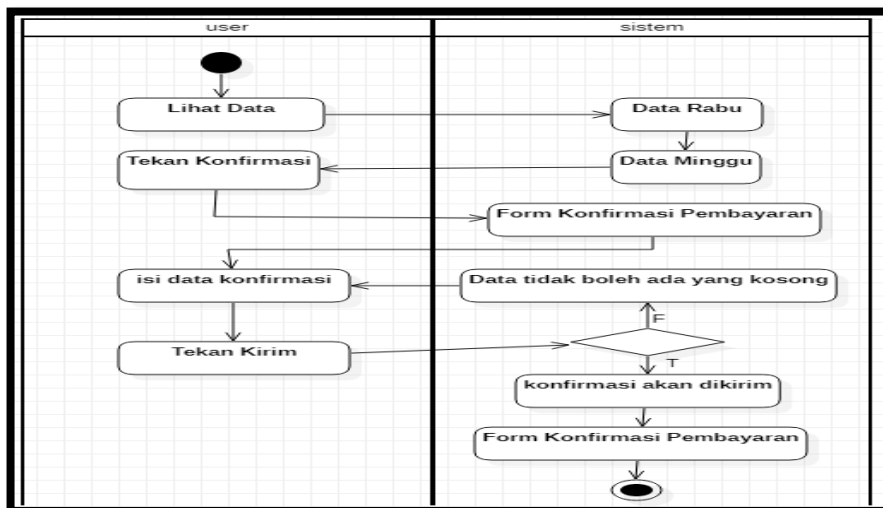 user
sistem
Lihat Data
Data Rabu
Tekan Konfirmasi
Data Minggu
Form Konfirmasi Pembayaran
isi data konfirmasi
Data tidak boleh ada yang kosong
F
Tekan Kirim
T
konfirmasi akan dikirim
Form Konfirmasi Pembayaran